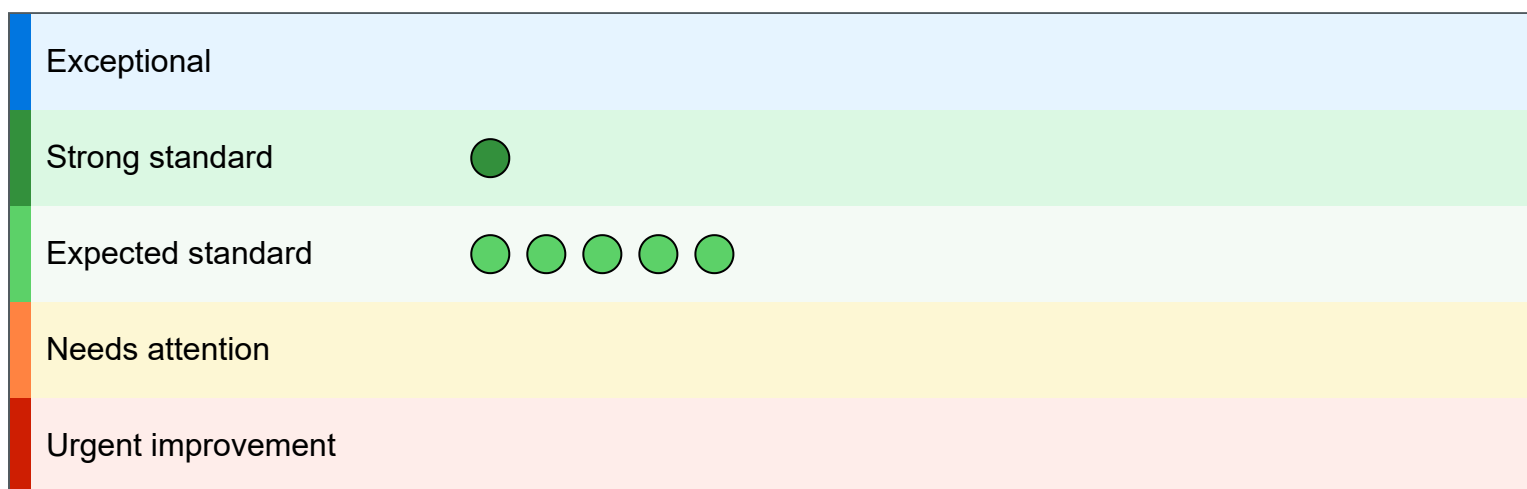 Exceptional
Strong standard
Expected standard
Needs attention
Urgent improvement